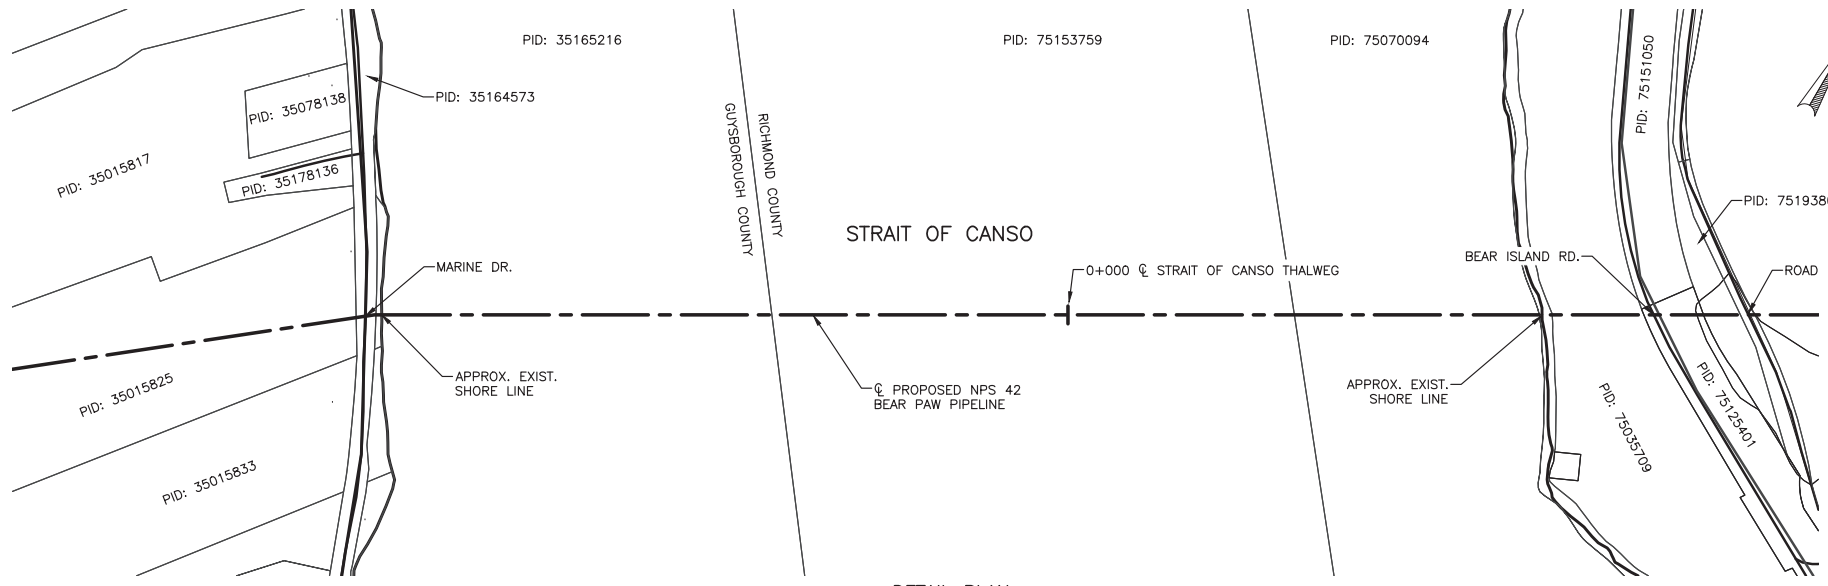 PID: 35165216
PID: 75153759
PID: 75070094
PID: 75151050
PID: 35164573
PID: 35078138
PID: 35178136
PID: 35015817
GUYSBOROUGH COUNTY
RICHMOND COUNTY
STRAIT OF CANSO
MARINE DR.
0+000 ℄ STRAIT OF CANSO THALWEG
BEAR ISLAND RD.
PID: 7519380
ROAD
APPROX. EXIST.
SHORE LINE
℄ PROPOSED NPS 42
BEAR PAW PIPELINE
APPROX. EXIST.
SHORE LINE
PID: 35015825
PID: 35015833
PID: 75035709
PID: 75125401